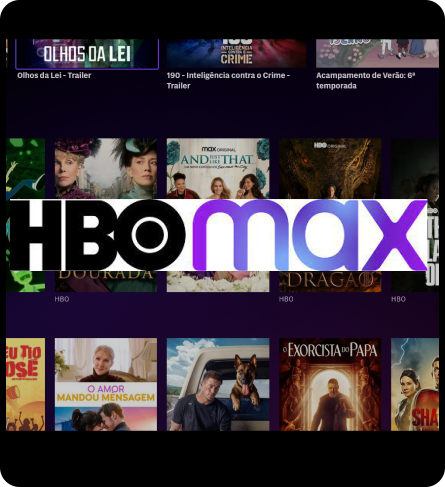 OLHOS DA LEI
INTELIGÊNCIA
CONTRA O
CRIME
Olhos da Lei - Trailer
190 - Inteligência contra o Crime -
Trailer
Acampamento de Verão: 6ª
temporada
max ORIGINAL
AND JUST LIKE THAT...
HBO ORIGINAL
HBO max
DOURADA
DRAGÃO
HBO
HBO
HBO
EU TIO
JOSÉ
O AMOR
MANDOU MENSAGEM
O EXORCISTA DO PAPA
SHA